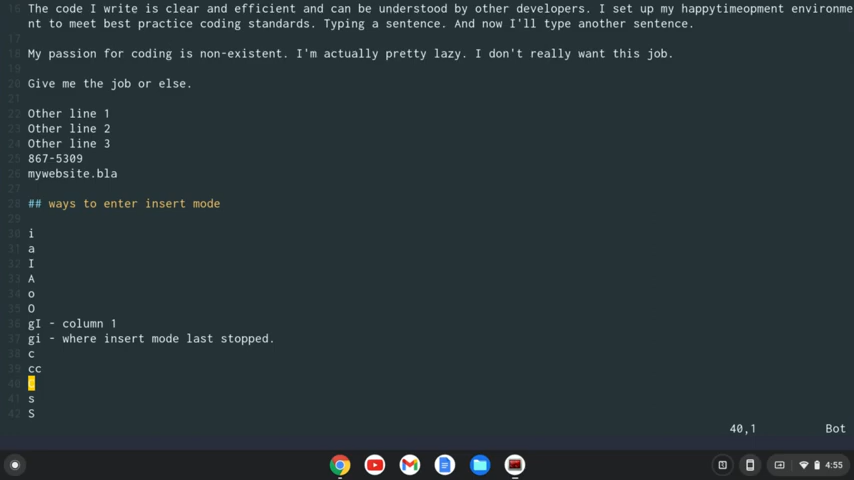 16 The code I write is clear and efficient and can be understood by other developers. I set up my happytimeopment environme
nt to meet best practice coding standards. Typing a sentence. And now I'll type another sentence.
17
18 My passion for coding is non-existent. I'm actually pretty lazy. I don't really want this job.
19
20 Give me the job or else.
21
22 Other line 1
23 Other line 2
24 Other line 3
25 867-5309
26 mywebsite.bla
27
28 ## ways to enter insert mode
29
30 i
31 a
32 I
33 A
34 o
35 O
36 gI - column 1
37 gi - where insert mode last stopped.
38 c
39 cc
40
41 s
42 S
40,1 Bot
4:55